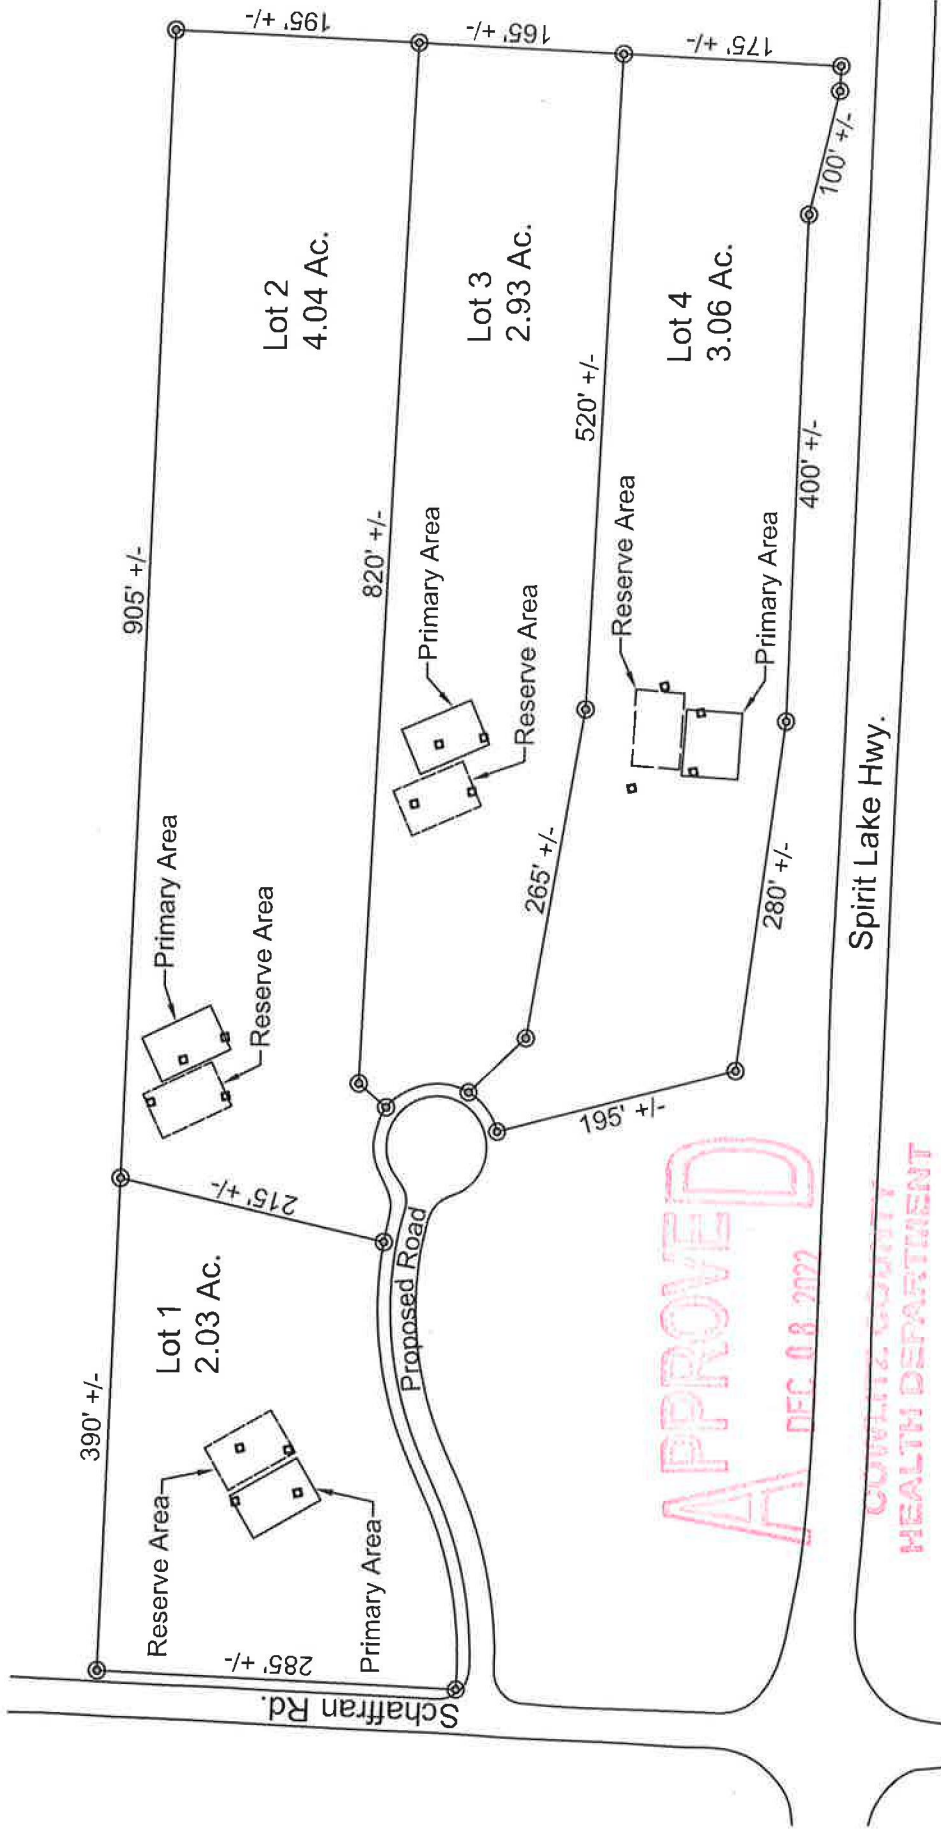 390' +/-
905' +/-
195' +/-
Lot 1
2.03 Ac.
215' +/-
285' +/-
Reserve Area
Primary Area
Schaffran Rd.
Proposed Road
Primary Area
Reserve Area
Lot 2
4.04 Ac.
820' +/-
165' +/-
Primary Area
Reserve Area
Lot 3
2.93 Ac.
265' +/-
520' +/-
175' +/-
195' +/-
Reserve Area
Primary Area
Lot 4
3.06 Ac.
280' +/-
400' +/-
100' +/-
Spirit Lake Hwy.
APPROVED
DEC 08 2022
COWLITZ COUNTY
HEALTH DEPARTMENT